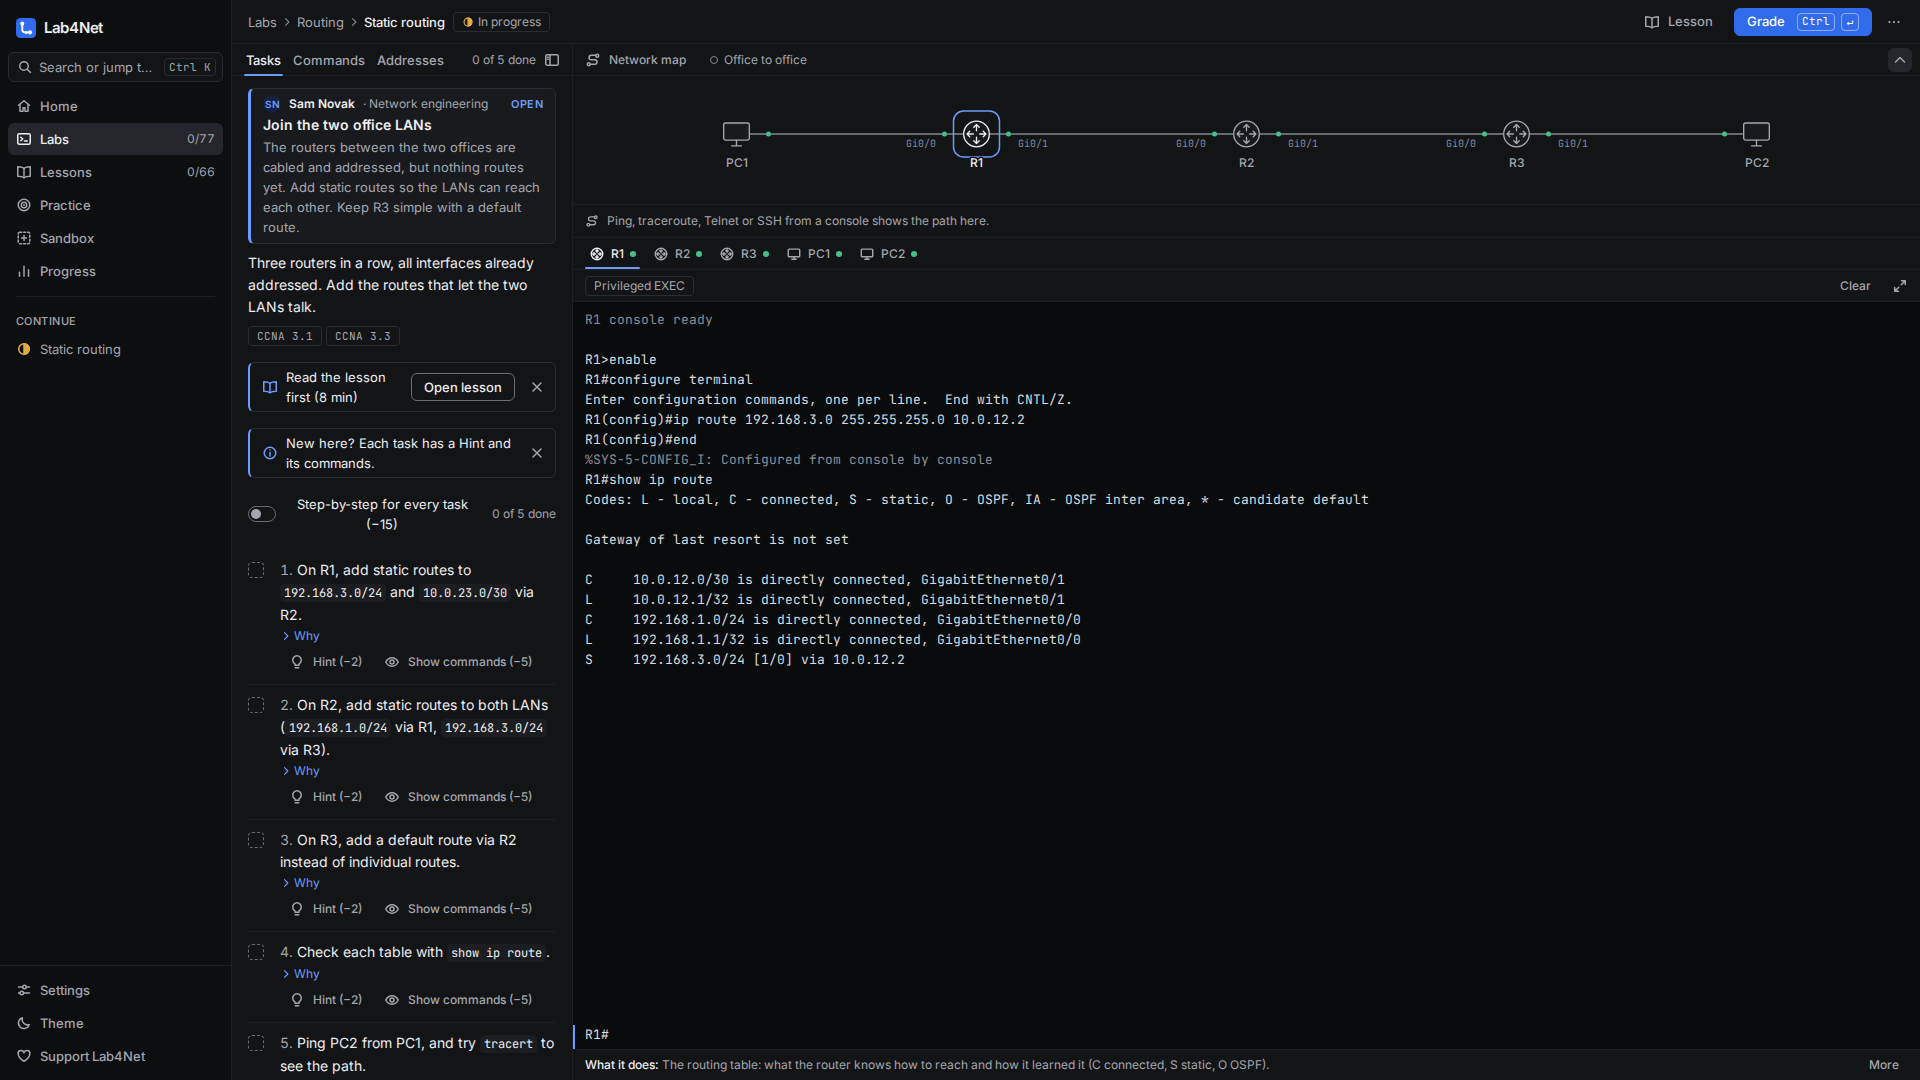 Lab4Net
Search or jump t... Ctrl K
Home
Labs 0/77
Lessons 0/66
Practice
Sandbox
Progress
CONTINUE
Static routing
Settings
Theme
Support Lab4Net
Labs > Routing > Static routing In progress
Lesson
Grade Ctrl ↵
Tasks Commands Addresses 0 of 5 done
SN Sam Novak · Network engineering OPEN
Join the two office LANs
The routers between the two offices are
cabled and addressed, but nothing routes
yet. Add static routes so the LANs can reach
each other. Keep R3 simple with a default
route.
Three routers in a row, all interfaces already
addressed. Add the routes that let the two
LANs talk.
CCNA 3.1 CCNA 3.3
Read the lesson
first (8 min)
Open lesson
New here? Each task has a Hint and
its commands.
Step-by-step for every task
(−15)
0 of 5 done
1. On R1, add static routes to
192.168.3.0/24 and 10.0.23.0/30 via
R2.
Why
Hint (−2) Show commands (−5)
2. On R2, add static routes to both LANs
(192.168.1.0/24 via R1, 192.168.3.0/24
via R3).
Why
Hint (−2) Show commands (−5)
3. On R3, add a default route via R2
instead of individual routes.
Why
Hint (−2) Show commands (−5)
4. Check each table with show ip route.
Why
Hint (−2) Show commands (−5)
5. Ping PC2 from PC1, and try tracert to
see the path.
Network map Office to office
Gi0/0 Gi0/1 Gi0/0 Gi0/1 Gi0/0 Gi0/1
PC1 R1 R2 R3 PC2
Ping, traceroute, Telnet or SSH from a console shows the path here.
R1 R2 R3 PC1 PC2
Privileged EXEC Clear
R1 console ready
R1>enable
R1#configure terminal
Enter configuration commands, one per line.  End with CNTL/Z.
R1(config)#ip route 192.168.3.0 255.255.255.0 10.0.12.2
R1(config)#end
%SYS-5-CONFIG_I: Configured from console by console
R1#show ip route
Codes: L - local, C - connected, S - static, O - OSPF, IA - OSPF inter area, * - candidate default
Gateway of last resort is not set
C     10.0.12.0/30 is directly connected, GigabitEthernet0/1
L     10.0.12.1/32 is directly connected, GigabitEthernet0/1
C     192.168.1.0/24 is directly connected, GigabitEthernet0/0
L     192.168.1.1/32 is directly connected, GigabitEthernet0/0
S     192.168.3.0/24 [1/0] via 10.0.12.2
R1#
What it does: The routing table: what the router knows how to reach and how it learned it (C connected, S static, O OSPF).
More